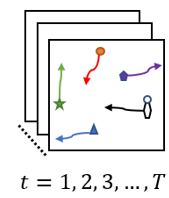 t = 1, 2, 3, ..., T